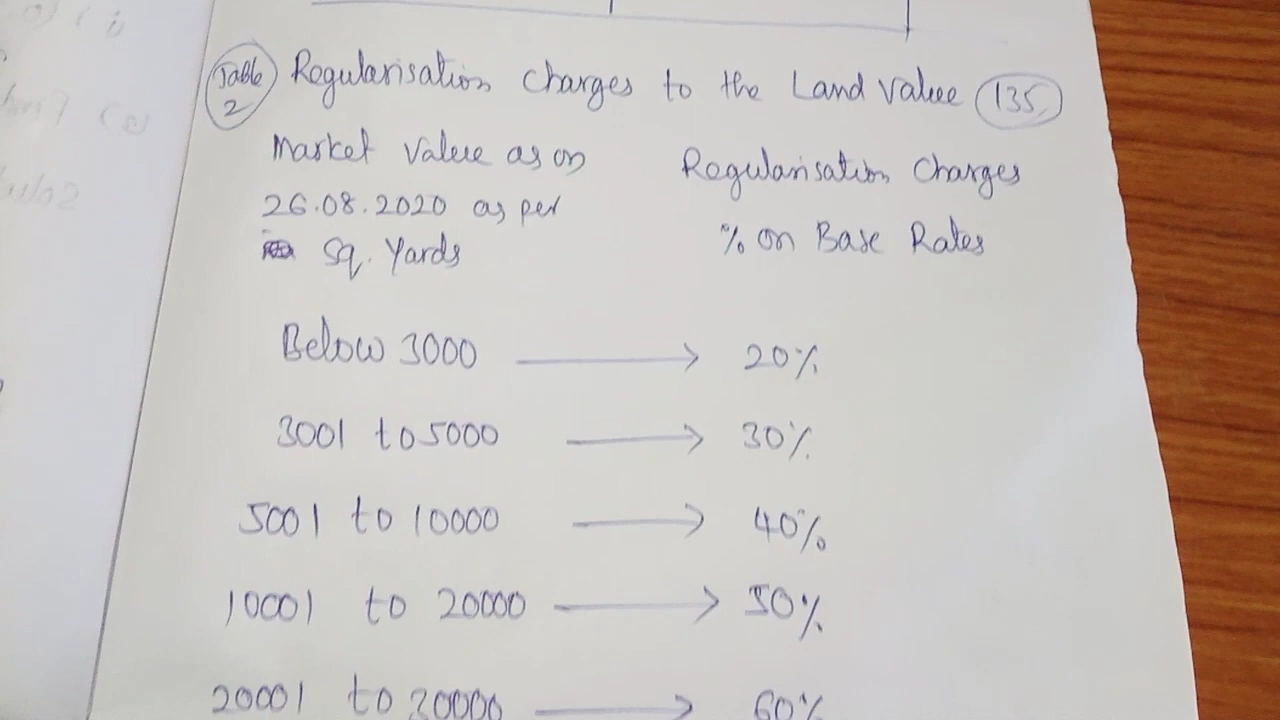 Table 2 Regularisation Charges to the Land Value 135
Market Value as on Regularisation Charges
26.08.2020 as per % on Base Rates
Sq. Yards
Below 3000 → 20%
3001 to 5000 → 30%
5001 to 10000 → 40%
10001 to 20000 → 50%
20001 to 30000 → 60%